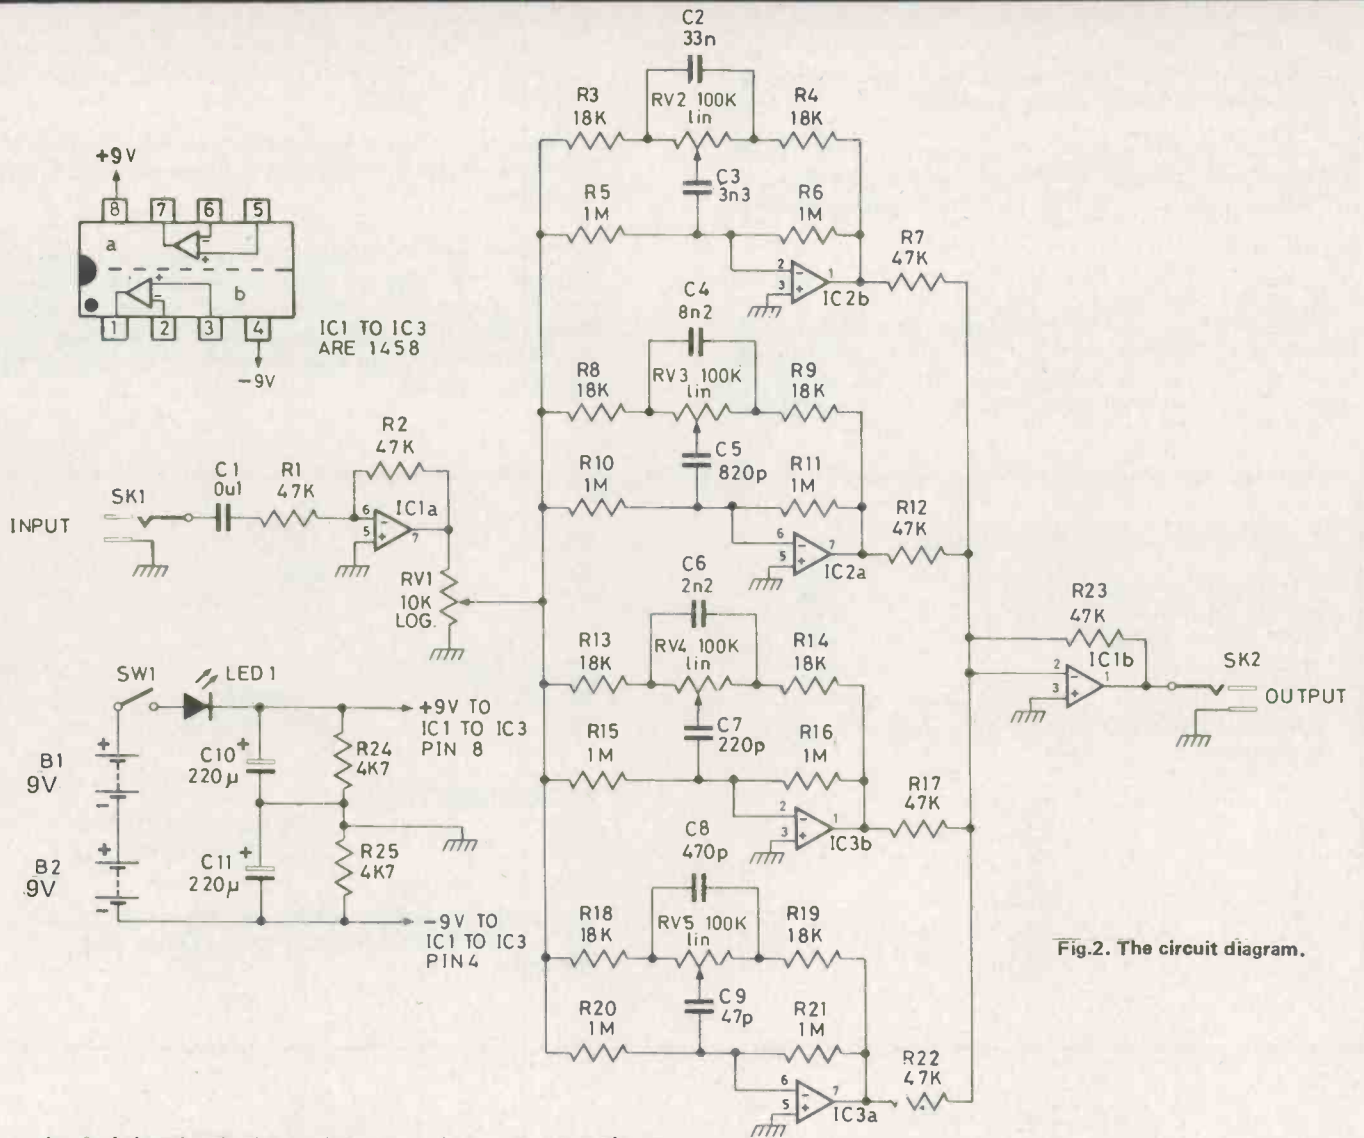 C2
33n
R3
18K
RV2 100K
lin
R4
18K
C3
3n3
R5
1M
R6
1M
R7
47K
2
3
-
+
1
IC2b
+9V
8
7
6
5
a
-
+
+
-
b
1
2
3
4
-9V
IC1 TO IC3
ARE 1458
C4
8n2
R8
18K
RV3 100K
lin
R9
18K
C5
820p
R10
1M
R11
1M
R12
47K
6
5
-
+
7
IC2a
INPUT
SK1
C1
0u1
R1
47K
R2
47K
6
5
-
+
7
IC1a
RV1
10K
LOG.
C6
2n2
R13
18K
RV4 100K
lin
R14
18K
C7
220p
R15
1M
R16
1M
R17
47K
2
3
-
+
1
IC3b
R23
47K
2
3
-
+
1
IC1b
SK2
OUTPUT
SW1
LED 1
+9V TO
IC1 TO IC3
PIN 8
B1
9V
+
-
B2
9V
+
-
C10
220µ
+
C11
220µ
+
R24
4K7
R25
4K7
-9V TO
IC1 TO IC3
PIN 4
C8
470p
R18
18K
RV5 100K
lin
R19
18K
C9
47p
R20
1M
R21
1M
R22
47K
6
5
-
+
7
IC3a
Fig.2. The circuit diagram.